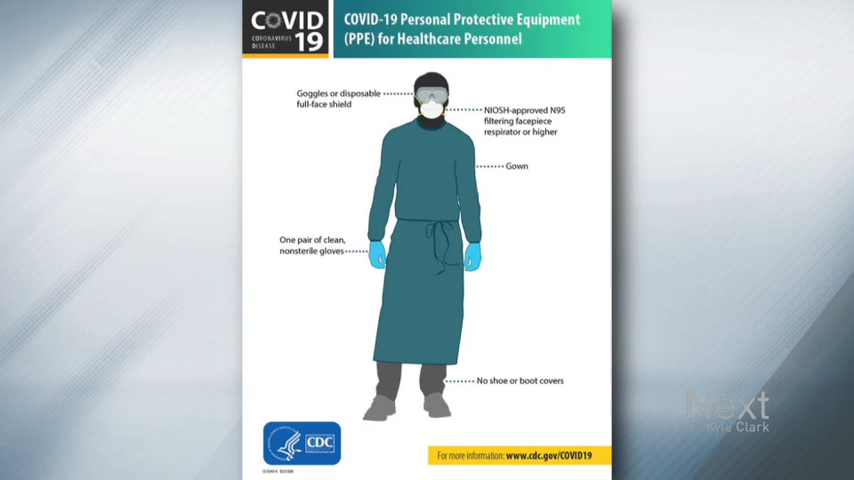 COVID
CORONAVIRUS
DISEASE
19
COVID-19 Personal Protective Equipment
(PPE) for Healthcare Personnel
Goggles or disposable
full-face shield
NIOSH-approved N95
filtering facepiece
respirator or higher
Gown
One pair of clean,
nonsterile gloves
No shoe or boot covers
Next
Kyle Clark
CDC
For more information: www.cdc.gov/COVID19